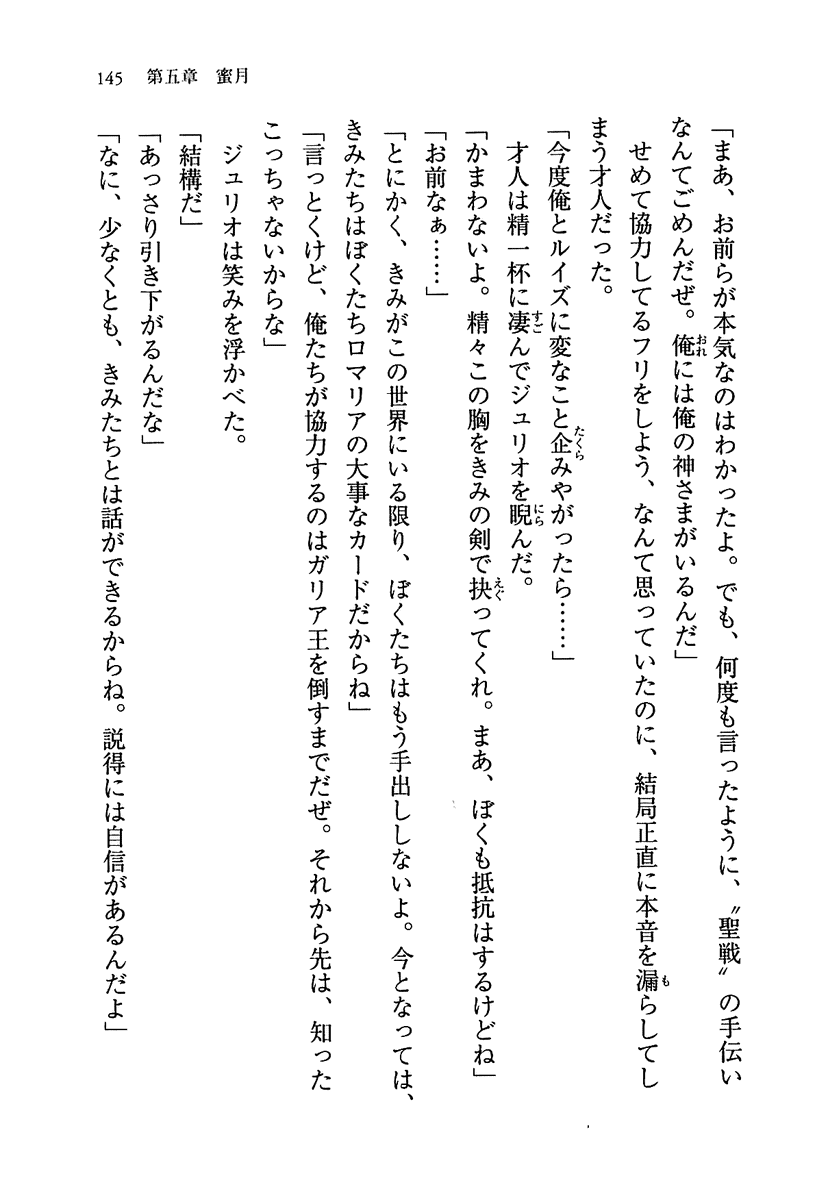 145　第五章　蜜月
「まあ、お前らが本気なのはわかったよ。でも、何度も言ったように、〝聖戦〟の手伝い
なんてごめんだぜ。俺には俺の神さまがいるんだ」
せめて協力してるフリをしよう、なんて思っていたのに、結局正直に本音を漏らしてし
まう才人だった。
「今度俺とルイズに変なこと企みやがったら……」
才人は精一杯に凄んでジュリオを睨んだ。
「かまわないよ。精々この胸をきみの剣で抉ってくれ。まあ、ぼくも抵抗はするけどね」
「お前なぁ……」
「とにかく、きみがこの世界にいる限り、ぼくたちはもう手出ししないよ。今となっては、
きみたちはぼくたちロマリアの大事なカードだからね」
「言っとくけど、俺たちが協力するのはガリア王を倒すまでだぜ。それから先は、知った
こっちゃないからな」
ジュリオは笑みを浮かべた。
「結構だ」
「あっさり引き下がるんだな」
「なに、少なくとも、きみたちとは話ができるからね。説得には自信があるんだよ」